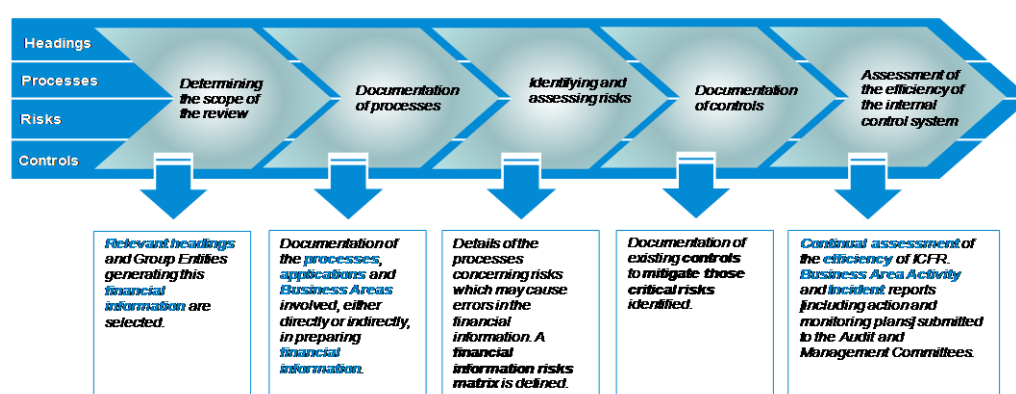 Headings
Processes
Risks
Controls
Determining
the scope of
the review
Documentation
of processes
Identifying and
assessing risks
Documentation
of controls
Assessment of
the efficiency of
the internal
control system
Relevant headings
and Group Entities
generating this
financial
information are
selected.
Documentation of
the processes,
applications and
Business Areas
involved, either
directly or indirectly,
in preparing
financial
information.
Details of the
processes
concerning risks
which may cause
errors in the
financial
information. A
financial
information risks
matrix is defined.
Documentation of
existing controls
to mitigate those
critical risks
identified.
Continual assessment of
the efficiency of ICFR.
Business Area Activity
and Incident reports
[including action and
monitoring plans] submitted
to the Audit and
Management Committees.